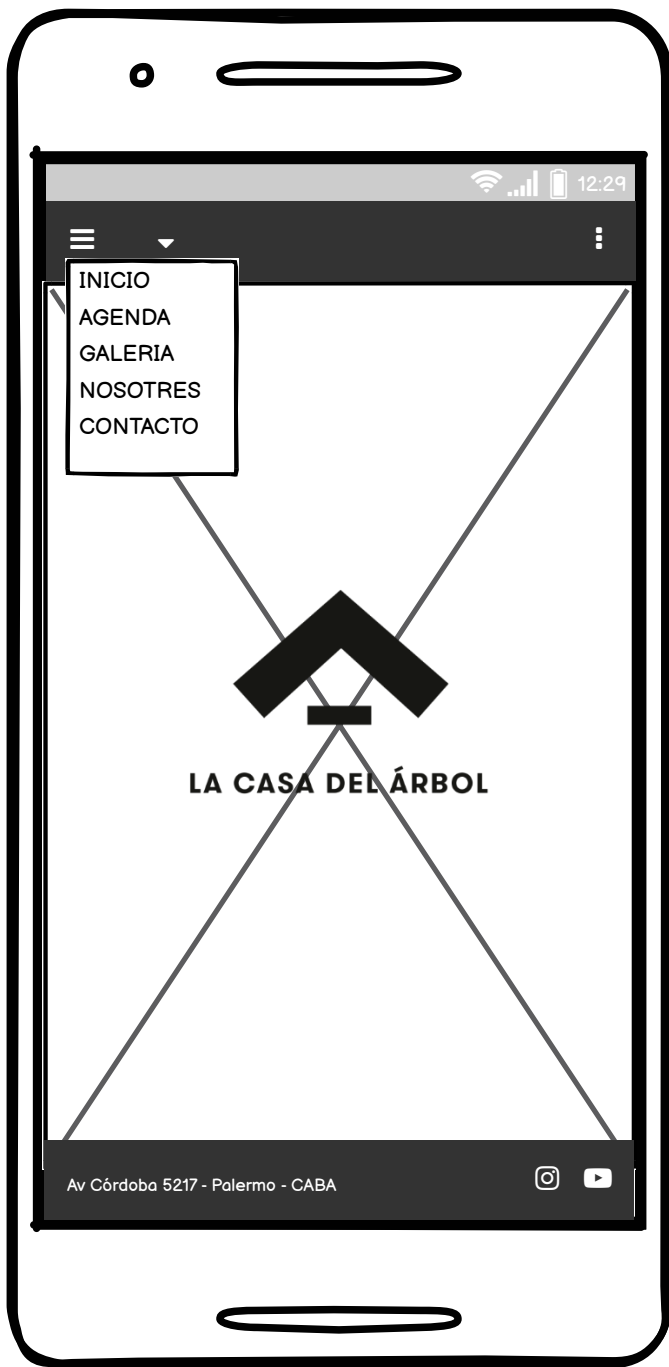 12:29
INICIO
AGENDA
GALERIA
NOSOTRES
CONTACTO
LA CASA DEL ÁRBOL
Av Córdoba 5217 - Palermo - CABA